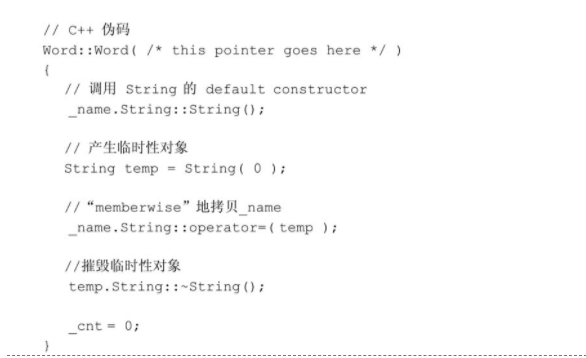 // C++ 伪码
Word::Word( /* this pointer goes here */ )
{
// 调用 String 的 default constructor
_name.String::String();
// 产生临时性对象
String temp = String( 0 );
// “memberwise” 地拷贝_name
_name.String::operator=( temp );
//摧毁临时性对象
temp.String::~String();
_cnt = 0;
}